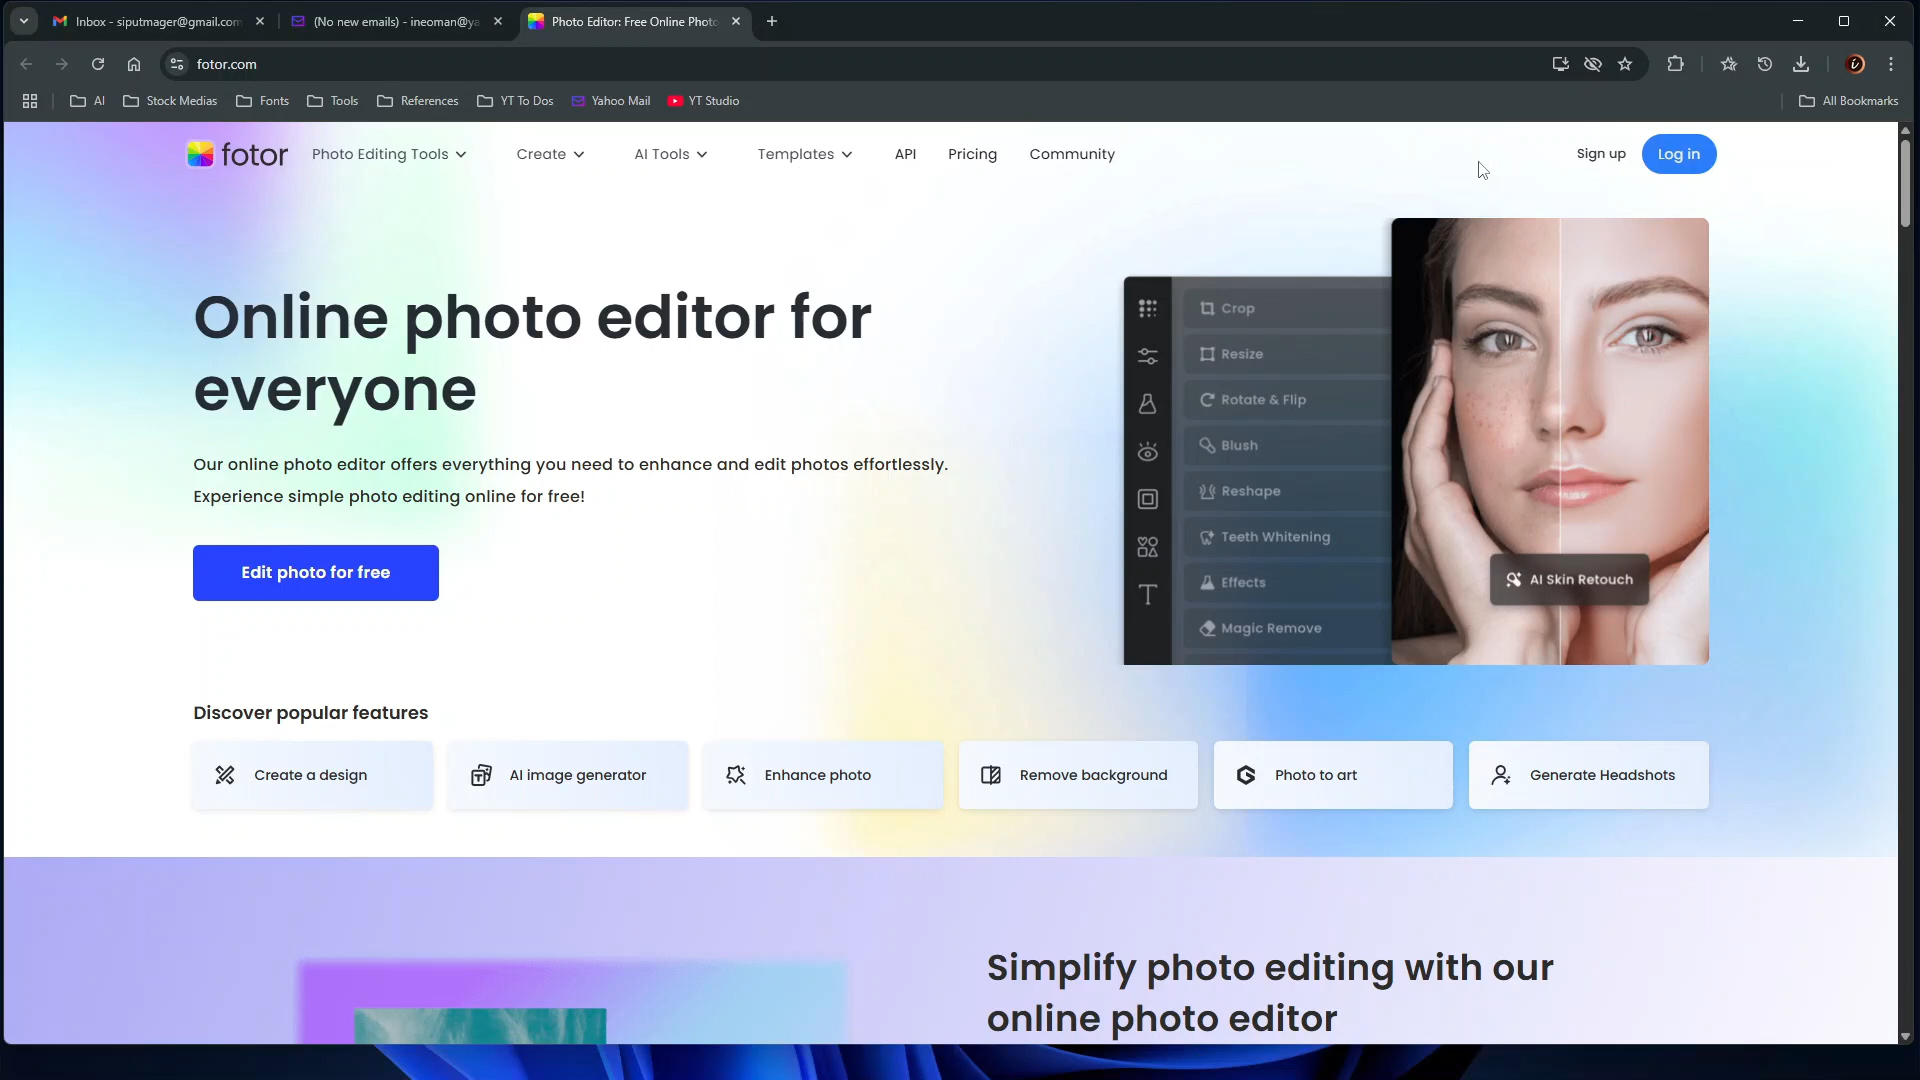 Inbox - siputmager@gmail.com
(No new emails) - ineoman@ya
Photo Editor: Free Online Photo
fotor.com
AI
Stock Medias
Fonts
Tools
References
YT To Dos
Yahoo Mail
YT Studio
All Bookmarks
fotor
Photo Editing Tools
Create
AI Tools
Templates
API
Pricing
Community
Sign up
Log in
Online photo editor for
everyone
Our online photo editor offers everything you need to enhance and edit photos effortlessly.
Experience simple photo editing online for free!
Edit photo for free
Crop
Resize
Rotate & Flip
Blush
Reshape
Teeth Whitening
Effects
Magic Remove
AI Skin Retouch
Discover popular features
Create a design
AI image generator
Enhance photo
Remove background
Photo to art
Generate Headshots
Simplify photo editing with our
online photo editor